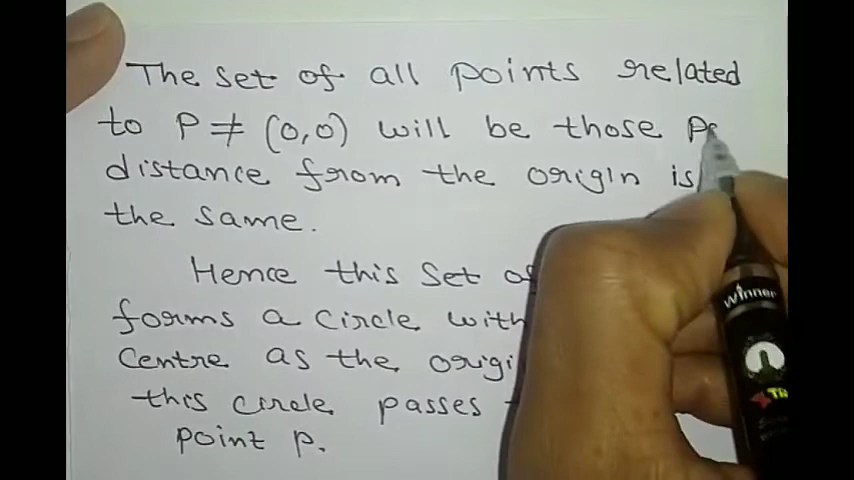 The set of all points related
to P ≠ (0,0) will be those
distance from the origin is
the same.
Hence this set of
forms a circle with
centre as the
this circle passes
point P.
winner